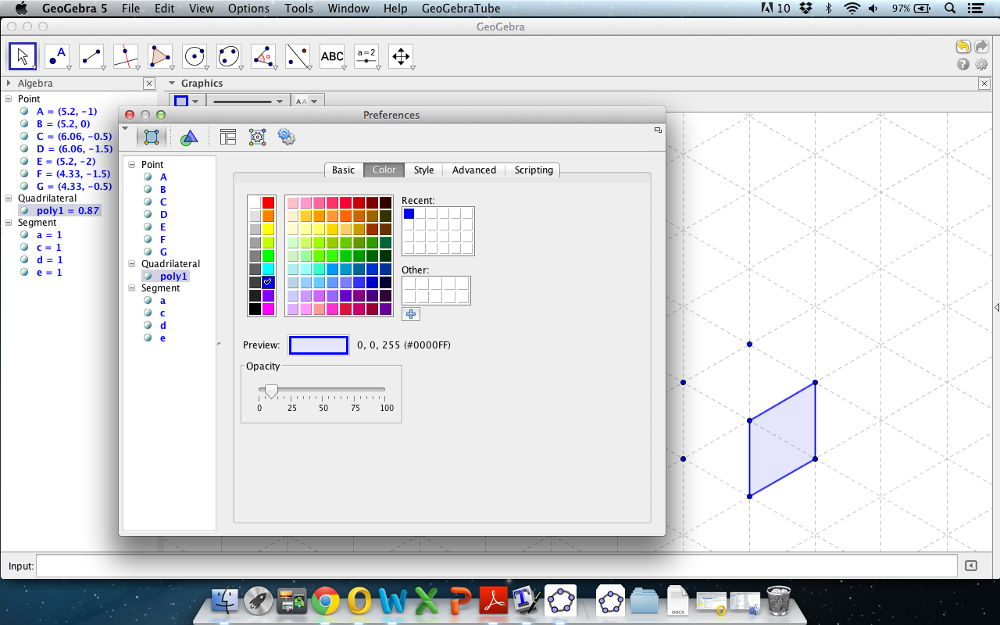 GeoGebra 5 File Edit View Options Tools Window Help GeoGebraTube 10 97%
GeoGebra
A ABC a=2
α
Algebra
Graphics
AA
Point
A = (5.2, -1)
B = (5.2, 0)
C = (6.06, -0.5)
D = (6.06, -1.5)
E = (5.2, -2)
F = (4.33, -1.5)
G = (4.33, -0.5)
Quadrilateral
poly1 = 0.87
Segment
a = 1
c = 1
d = 1
e = 1
Preferences
Point
A
B
C
D
E
F
G
Quadrilateral
poly1
Segment
a
c
d
e
Basic Color Style Advanced Scripting
Recent:
Other:
Preview: 0, 0, 255 (#0000FF)
Opacity
0 25 50 75 100
Input:
DOCX